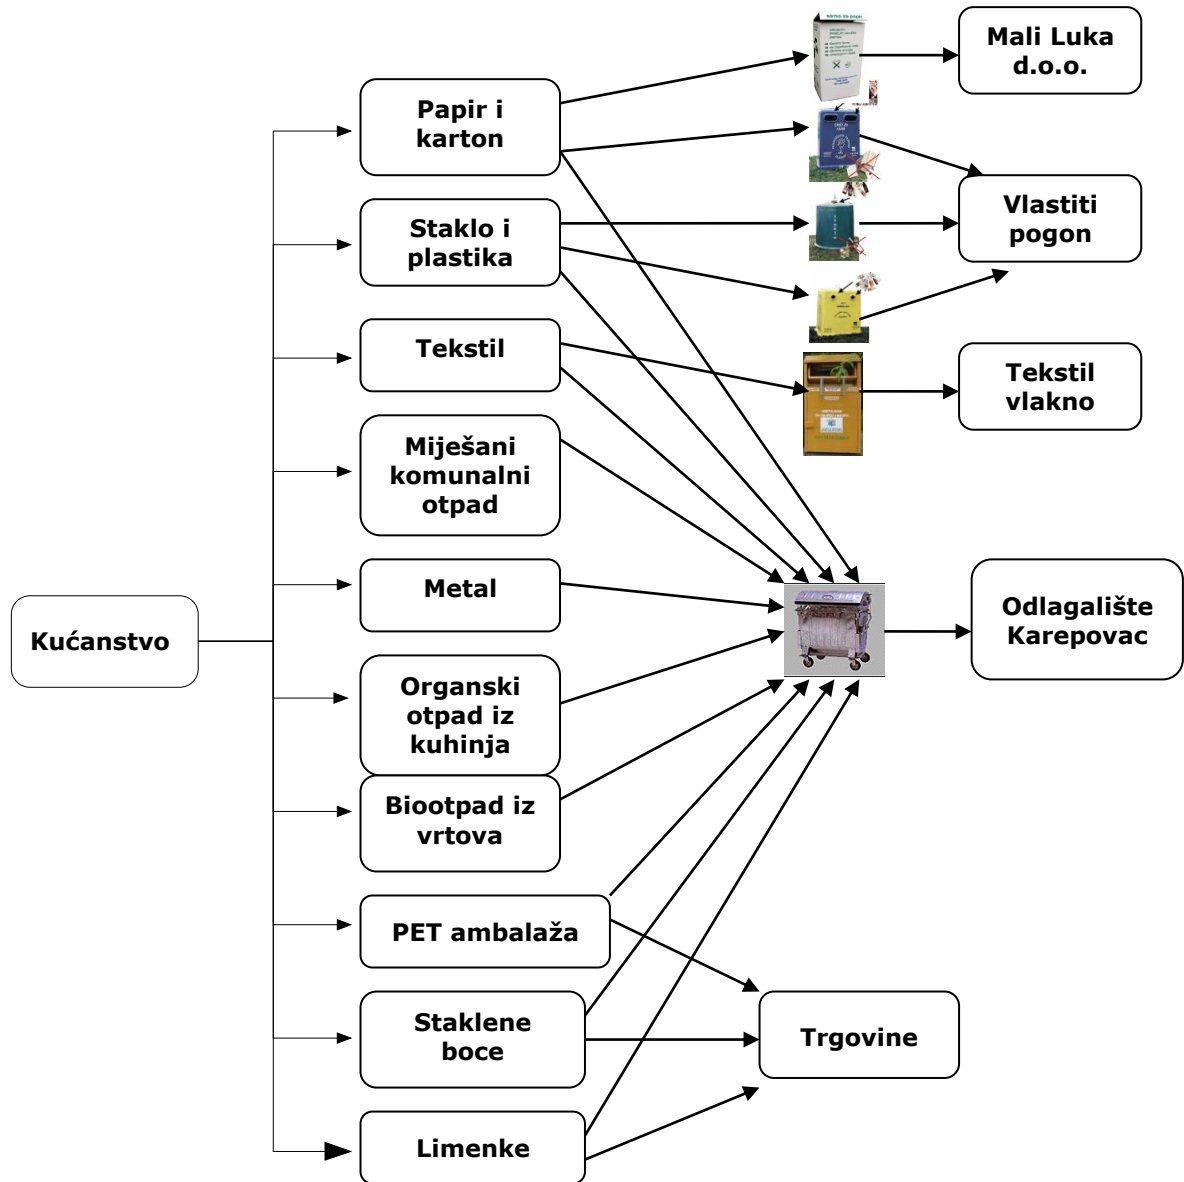 Mali Luka
d.o.o.
Papir i
karton
Vlastiti
pogon
Staklo i
plastika
Tekstil
Tekstil
vlakno
Miješani
komunalni
otpad
Metal
Odlagalište
Karepovac
Kućanstvo
Organski
otpad iz
kuhinja
Biootpad iz
vrtova
PET ambalaža
Staklene
boce
Trgovine
Limenke